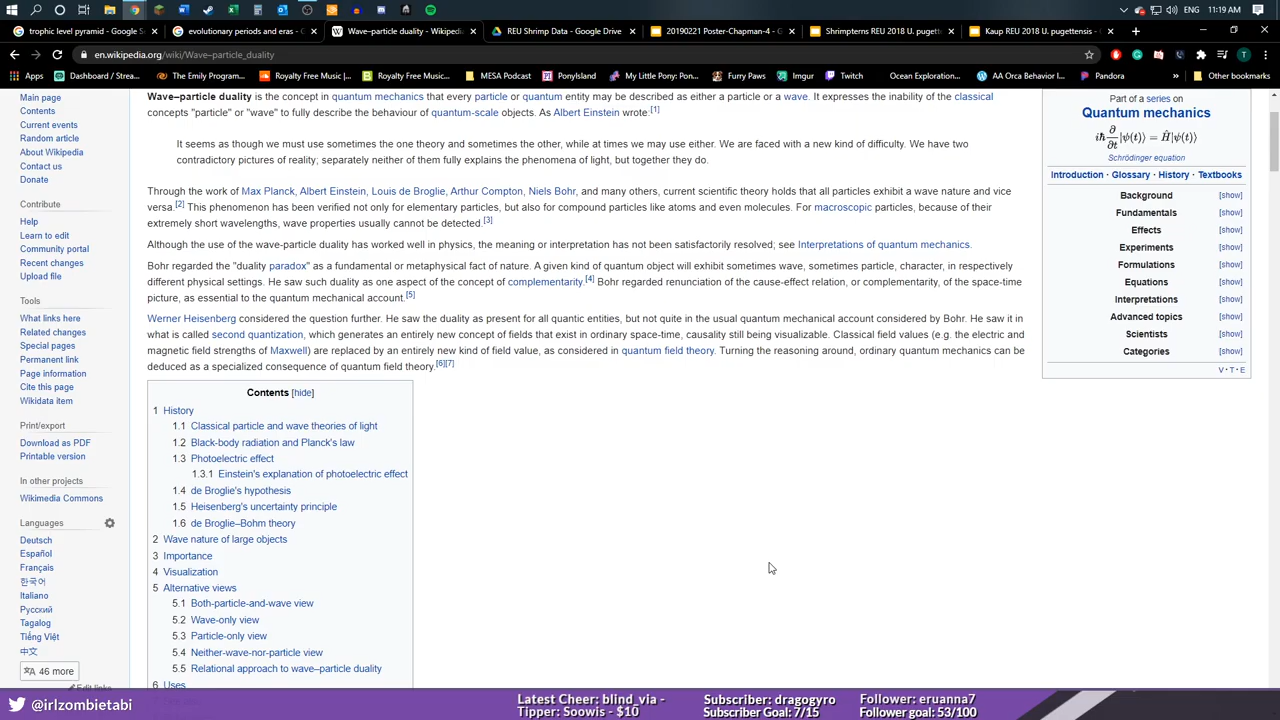 ENG 11:19 AM
trophic level pyramid - Google S
evolutionary periods and eras - G
Wave–particle duality - Wikipedia
REU Shrimp Data - Google Drive
20190221 Poster-Chapman-4 - G
Shrimpterns REU 2018 U. pugett
Kaup REU 2018 U. pugettensis - G
en.wikipedia.org/wiki/Wave–particle_duality
Apps Dashboard / Strea... The Emily Program... Royalty Free Music |... Royalty Free Music... MESA Podcast PonyIsland My Little Pony: Pon... Furry Paws Imgur Twitch Ocean Exploration... AA Orca Behavior I... Pandora » Other bookmarks
Main page
Contents
Current events
Random article
About Wikipedia
Contact us
Donate
Contribute
Help
Learn to edit
Community portal
Recent changes
Upload file
Tools
What links here
Related changes
Special pages
Permanent link
Page information
Cite this page
Wikidata item
Print/export
Download as PDF
Printable version
In other projects
Wikimedia Commons
Languages
Deutsch
Español
Français
한국어
Italiano
Русский
Tagalog
Tiếng Việt
中文
46 more
Edit links
Wave–particle duality is the concept in quantum mechanics that every particle or quantum entity may be described as either a particle or a wave. It expresses the inability of the classical
concepts "particle" or "wave" to fully describe the behaviour of quantum-scale objects. As Albert Einstein wrote:[1]
It seems as though we must use sometimes the one theory and sometimes the other, while at times we may use either. We are faced with a new kind of difficulty. We have two
contradictory pictures of reality; separately neither of them fully explains the phenomena of light, but together they do.
Through the work of Max Planck, Albert Einstein, Louis de Broglie, Arthur Compton, Niels Bohr, and many others, current scientific theory holds that all particles exhibit a wave nature and vice
versa.[2] This phenomenon has been verified not only for elementary particles, but also for compound particles like atoms and even molecules. For macroscopic particles, because of their
extremely short wavelengths, wave properties usually cannot be detected.[3]
Although the use of the wave-particle duality has worked well in physics, the meaning or interpretation has not been satisfactorily resolved; see Interpretations of quantum mechanics.
Bohr regarded the "duality paradox" as a fundamental or metaphysical fact of nature. A given kind of quantum object will exhibit sometimes wave, sometimes particle, character, in respectively
different physical settings. He saw such duality as one aspect of the concept of complementarity.[4] Bohr regarded renunciation of the cause-effect relation, or complementarity, of the space-time
picture, as essential to the quantum mechanical account.[5]
Werner Heisenberg considered the question further. He saw the duality as present for all quantic entities, but not quite in the usual quantum mechanical account considered by Bohr. He saw it in
what is called second quantization, which generates an entirely new concept of fields that exist in ordinary space-time, causality still being visualizable. Classical field values (e.g. the electric and
magnetic field strengths of Maxwell) are replaced by an entirely new kind of field value, as considered in quantum field theory. Turning the reasoning around, ordinary quantum mechanics can be
deduced as a specialized consequence of quantum field theory.[6][7]
Contents [hide]
1 History
1.1 Classical particle and wave theories of light
1.2 Black-body radiation and Planck's law
1.3 Photoelectric effect
1.3.1 Einstein's explanation of photoelectric effect
1.4 de Broglie's hypothesis
1.5 Heisenberg's uncertainty principle
1.6 de Broglie–Bohm theory
2 Wave nature of large objects
3 Importance
4 Visualization
5 Alternative views
5.1 Both-particle-and-wave view
5.2 Wave-only view
5.3 Particle-only view
5.4 Neither-wave-nor-particle view
5.5 Relational approach to wave–particle duality
6 Uses
Part of a series on
Quantum mechanics
iħ ∂/∂t |ψ(t)⟩ = Ĥ|ψ(t)⟩
Schrödinger equation
Introduction · Glossary · History · Textbooks
Background [show]
Fundamentals [show]
Effects [show]
Experiments [show]
Formulations [show]
Equations [show]
Interpretations [show]
Advanced topics [show]
Scientists [show]
Categories [show]
V · T · E
@irlzombietabi
Latest Cheer: blind_via -
Tipper: Soowis - $10
Subscriber: dragogyro
Subscriber Goal: 7/15
Follower: eruanna7
Follower goal: 53/100